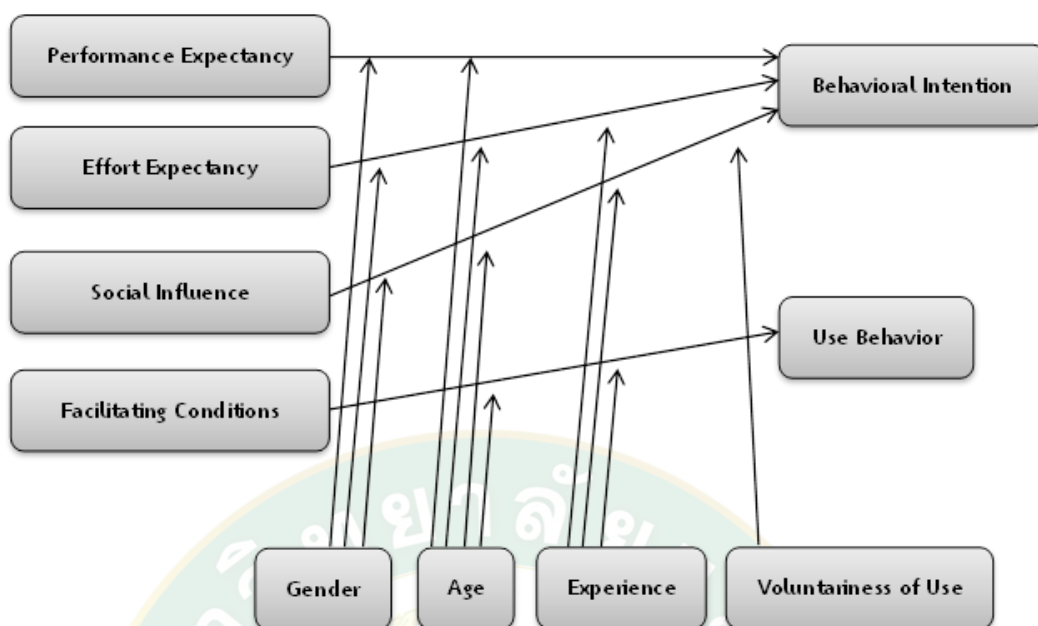 Performance Expectancy
Behavioral Intention
Effort Expectancy
Social Influence
Use Behavior
Facilitating Conditions
Gender
Age
Experience
Voluntariness of Use